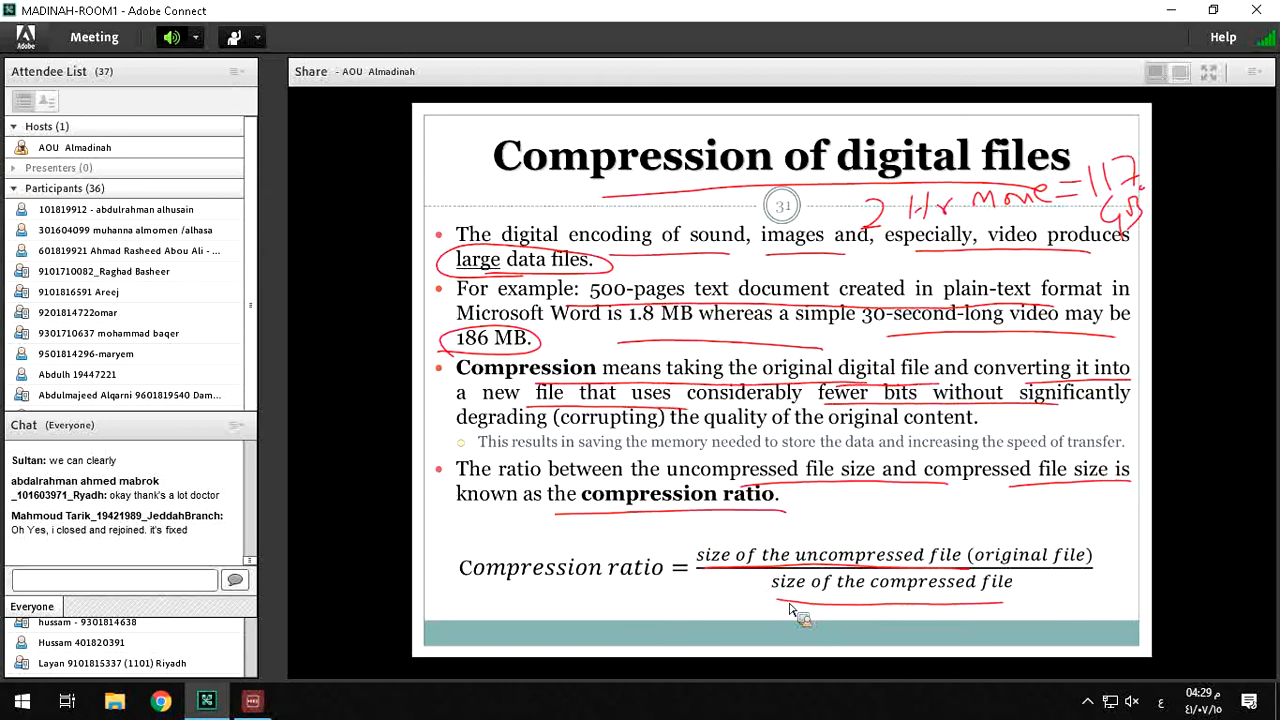 MADINAH-ROOM1 - Adobe Connect
Adobe
Meeting
Help
Attendee List (37)
Hosts (1)
AOU Almadinah
Presenters (0)
Participants (36)
101819912 - abdulrahman alhusin
301604099 muhanna almomen /alhasa
601819921 Ahmad Rasheed Abou Ali - ...
9101710082_Raghad Basheer
9101816591 Areej
9201814722omar
9301710637 mohammad baqer
9501814296-maryem
Abdulh 19447221
Abdulmajeed Alqarni 9601819540 Dam...
Chat (Everyone)
Sultan: we can clearly
abdalrahman ahmed mabrok
_101603971_Ryadh: okay thank's a lot doctor
Mahmoud Tarik_19421989_JeddahBranch:
Oh Yes, i closed and rejoined. it's fixed
Everyone
hussam - 9301814638
Hussam 401820391
Layan 9101815337 (1101) Riyadh
Share - AOU Almadinah
Compression of digital files
31
2 Hr movie = 117
GB
The digital encoding of sound, images and, especially, video produces
large data files.
For example: 500-pages text document created in plain-text format in
Microsoft Word is 1.8 MB whereas a simple 30-second-long video may be
186 MB.
Compression means taking the original digital file and converting it into
a new file that uses considerably fewer bits without significantly
degrading (corrupting) the quality of the original content.
This results in saving the memory needed to store the data and increasing the speed of transfer.
The ratio between the uncompressed file size and compressed file size is
known as the compression ratio.
Compression ratio = size of the uncompressed file (original file)
size of the compressed file
ع
04:29 م
٤١/٠٧/١٥